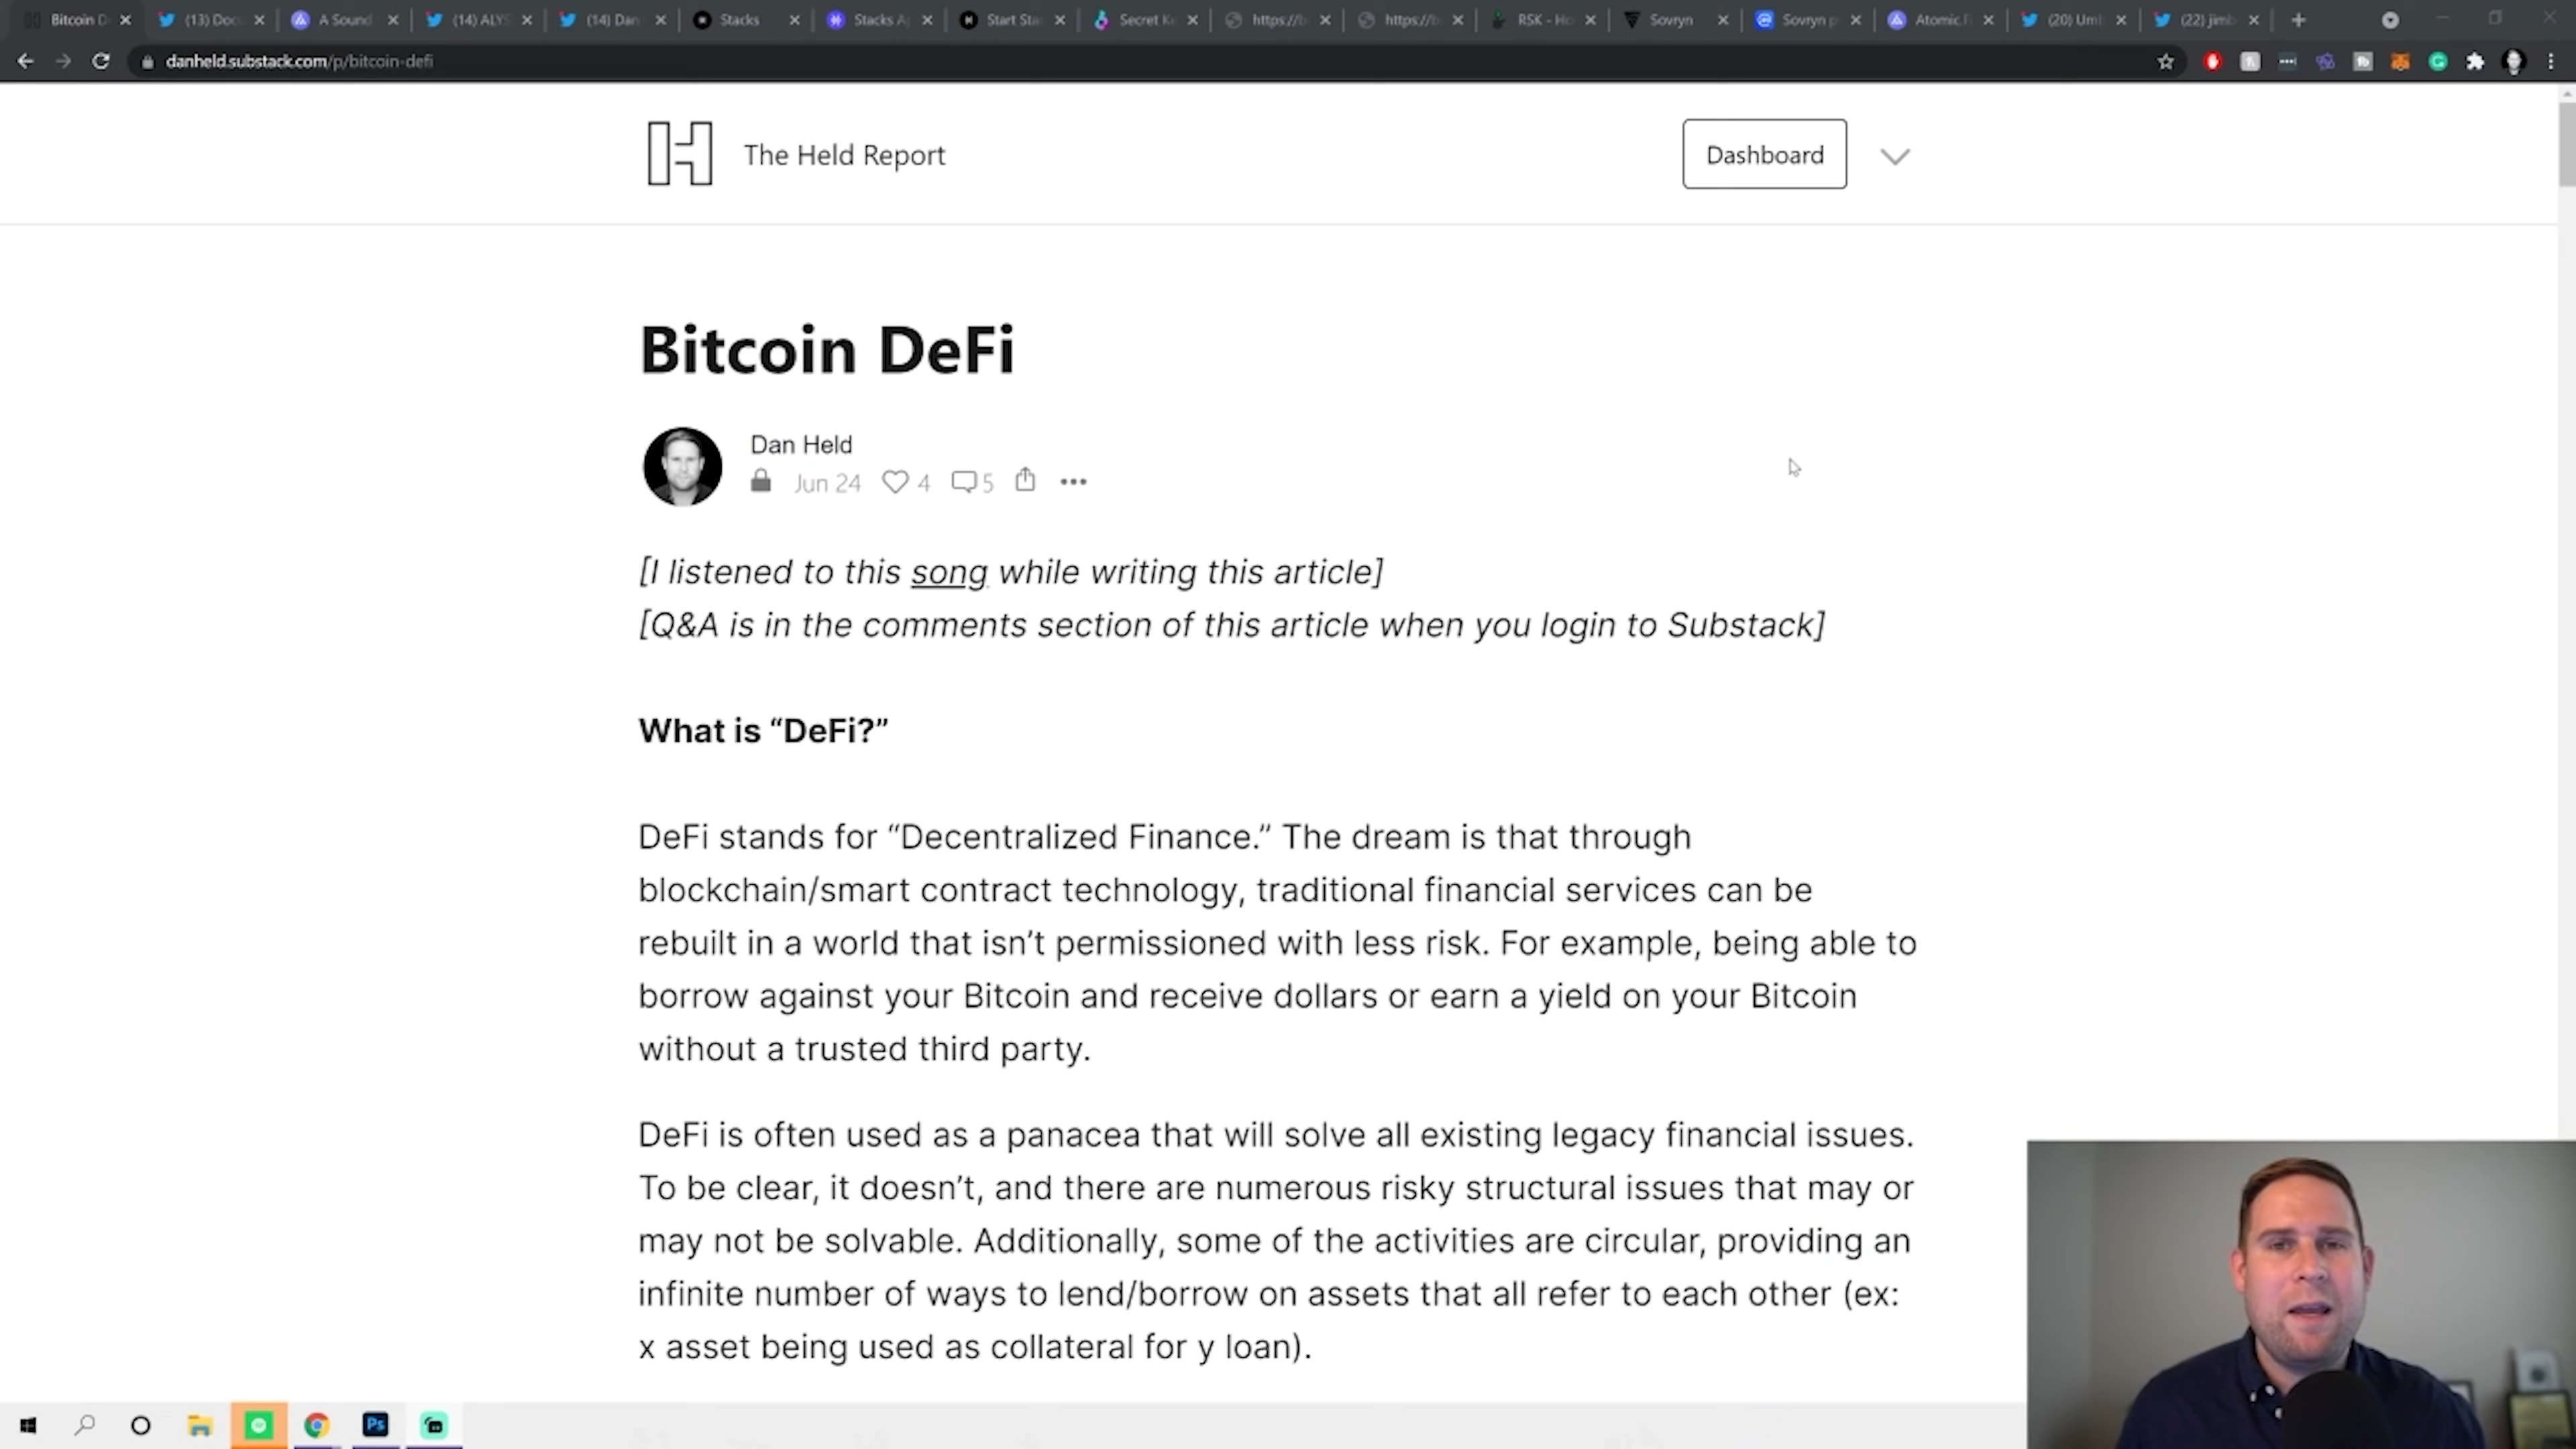 Bitcoin D
(13) Doc
A Sound
(14) ALYS
(14) Dan
Stacks
Stacks A
Start Sta
Secret K
https://b
https://b
RSK - Ho
Sovryn
Sovryn p
Atomic F
(20) Umb
(22) jimb
danheld.substack.com/p/bitcoin-defi
The Held Report
Dashboard
Bitcoin DeFi
Dan Held
Jun 24 4 5
[I listened to this song while writing this article]
[Q&A is in the comments section of this article when you login to Substack]
What is “DeFi?”
DeFi stands for “Decentralized Finance.” The dream is that through
blockchain/smart contract technology, traditional financial services can be
rebuilt in a world that isn’t permissioned with less risk. For example, being able to
borrow against your Bitcoin and receive dollars or earn a yield on your Bitcoin
without a trusted third party.
DeFi is often used as a panacea that will solve all existing legacy financial issues.
To be clear, it doesn’t, and there are numerous risky structural issues that may or
may not be solvable. Additionally, some of the activities are circular, providing an
infinite number of ways to lend/borrow on assets that all refer to each other (ex:
x asset being used as collateral for y loan).
Ps